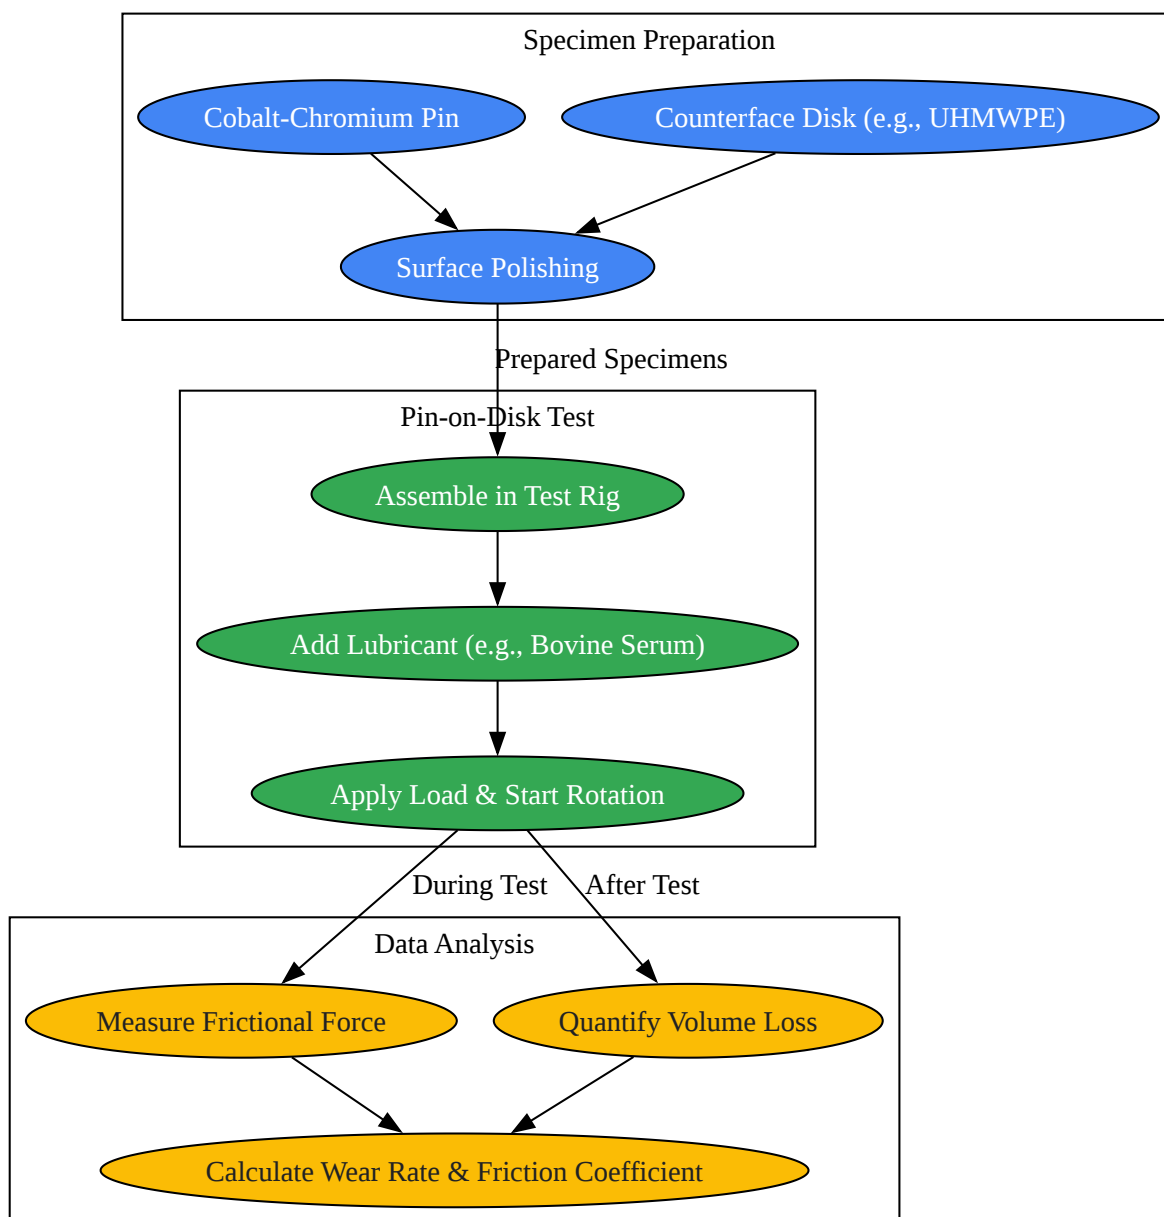 Specimen Preparation
Cobalt-Chromium Pin
Counterface Disk (e.g., UHMWPE)
Surface Polishing
Prepared Specimens
Pin-on-Disk Test
Assemble in Test Rig
Add Lubricant (e.g., Bovine Serum)
Apply Load & Start Rotation
During Test
After Test
Data Analysis
Measure Frictional Force
Quantify Volume Loss
Calculate Wear Rate & Friction Coefficient